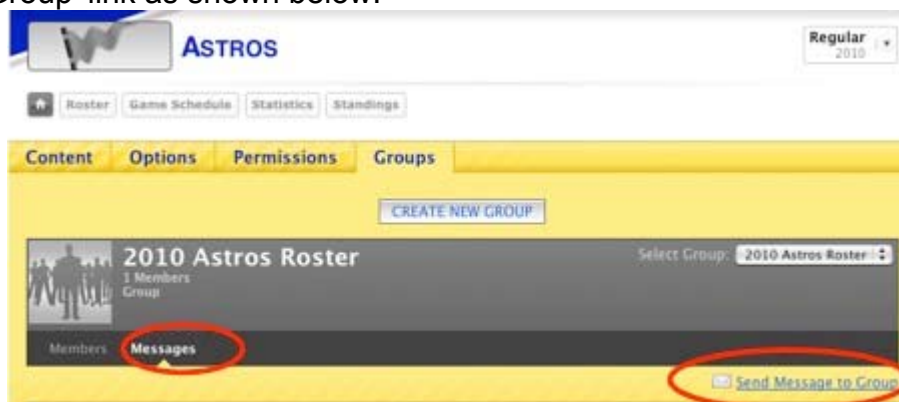 Group' link as shown below.
ASTROS
Regular
2010
Roster Game Schedule Statistics Standings
Content Options Permissions Groups
CREATE NEW GROUP
2010 Astros Roster
1 Members
Group
Select Group: 2010 Astros Roster
Members Messages
Send Message to Group